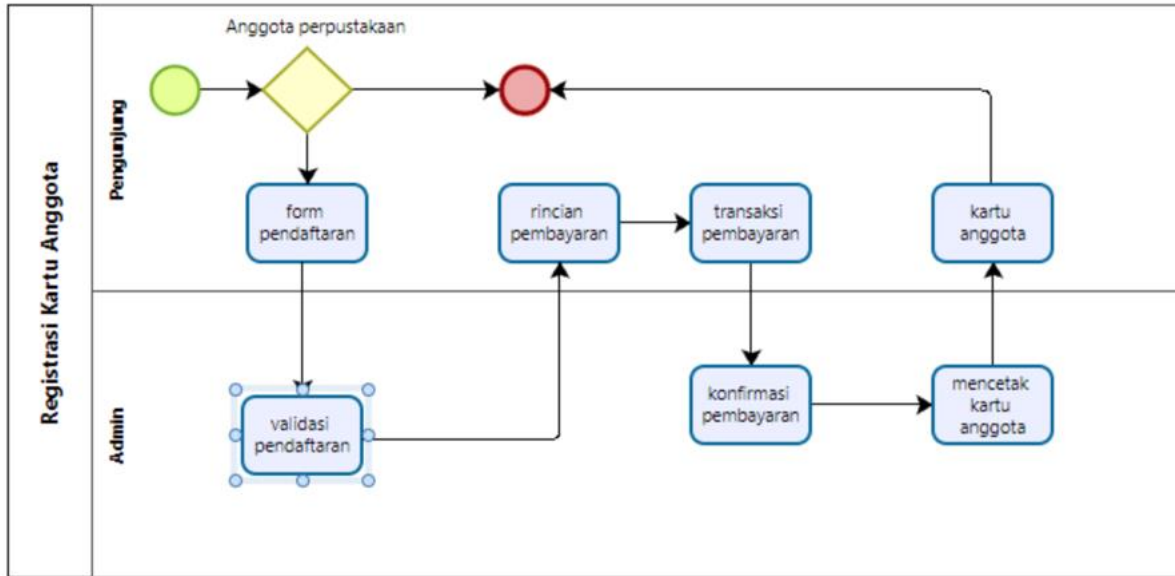 Registrasi Kartu Anggota
Pengunjung
Anggota perpustakaan
form
pendaftaran
rincian
pembayaran
transaksi
pembayaran
kartu
anggota
Admin
validasi
pendaftaran
konfirmasi
pembayaran
mencetak
kartu
anggota